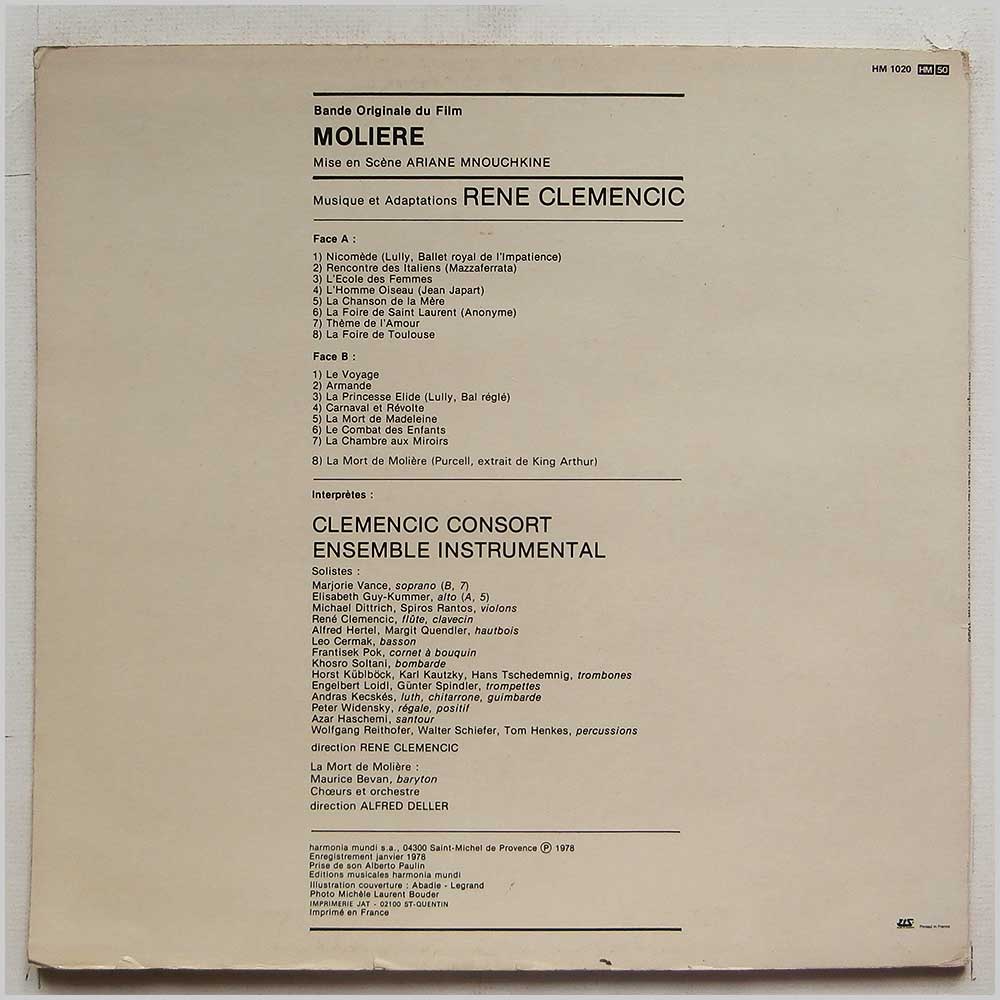 HM 1020 HM 50
Bande Originale du Film
MOLIERE
Mise en Scène ARIANE MNOUCHKINE
Musique et Adaptations RENE CLEMENCIC
Face A :
1) Nicomède (Lully, Ballet royal de l'Impatience)
2) Rencontre des Italiens (Mazzaferrata)
3) L'Ecole des Femmes
4) L'Homme Oiseau (Jean Japart)
5) La Chanson de la Mère
6) La Foire de Saint Laurent (Anonyme)
7) Thème de l'Amour
8) La Foire de Toulouse
Face B :
1) Le Voyage
2) Armande
3) La Princesse Elide (Lully, Bal réglé)
4) Carnaval et Révolte
5) La Mort de Madeleine
6) Le Combat des Enfants
7) La Chambre aux Miroirs
8) La Mort de Molière (Purcell, extrait de King Arthur)
Interprètes :
CLEMENCIC CONSORT
ENSEMBLE INSTRUMENTAL
Solistes :
Marjorie Vance, soprano (B, 7)
Elisabeth Guy-Kummer, alto (A, 5)
Michael Dittrich, Spiros Rantos, violons
René Clemencic, flûte, clavecin
Alfred Hertel, Margit Quendler, hautbois
Leo Cermak, basson
Frantisek Pok, cornet à bouquin
Khosro Soltani, bombarde
Horst Küblböck, Karl Kautzky, Hans Tschedemnig, trombones
Engelbert Loidl, Günter Spindler, trompettes
Andras Kecskés, luth, chitarrone, guimbarde
Peter Widensky, régale, positif
Azar Haschemi, santour
Wolfgang Reithofer, Walter Schiefer, Tom Henkes, percussions
direction RENE CLEMENCIC
La Mort de Molière :
Maurice Bevan, baryton
Chœurs et orchestre
direction ALFRED DELLER
harmonia mundi s.a., 04300 Saint-Michel de Provence Ⓟ 1978
Enregistrement janvier 1978
Prise de son Alberto Paulin
Editions musicales harmonia mundi
Illustration couverture : Abadie - Legrand
Photo Michèle Laurent Bouder
IMPRIMERIE JAT - 02100 ST-QUENTIN
Imprimé en France
Printed in France